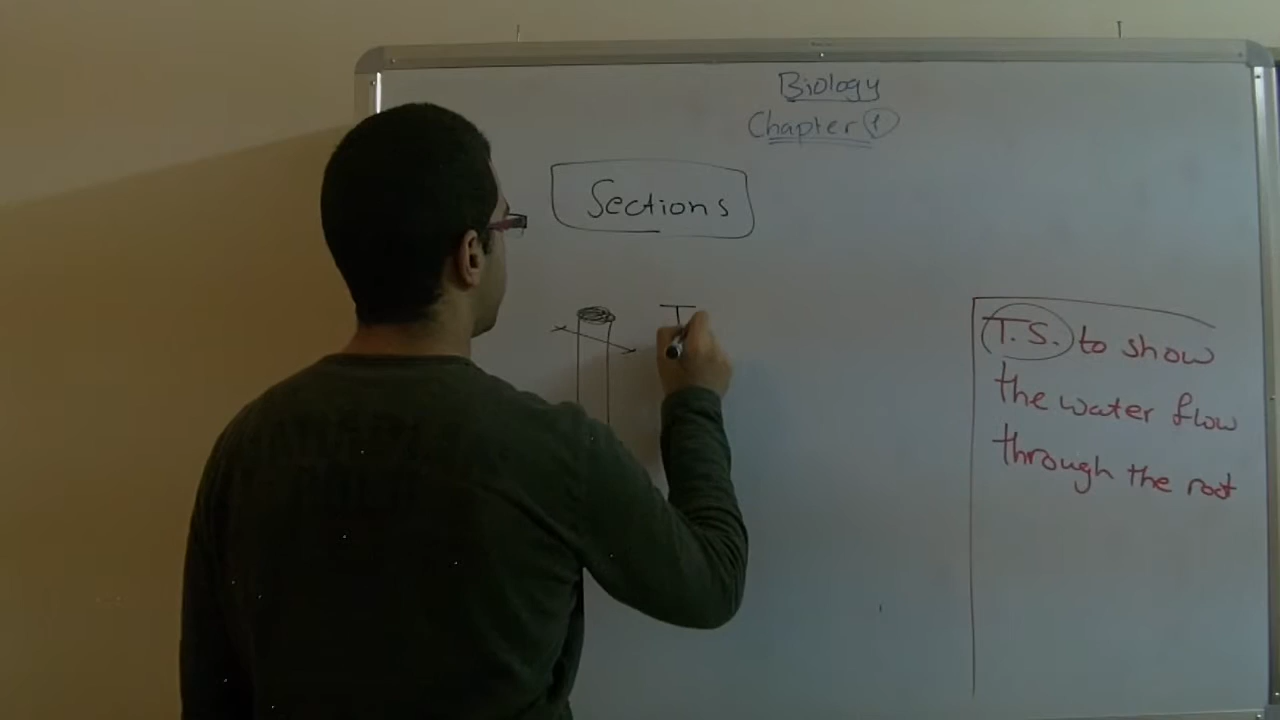 Biology
Chapter 1
Sections
T
T.S. to show
the water flow
through the root